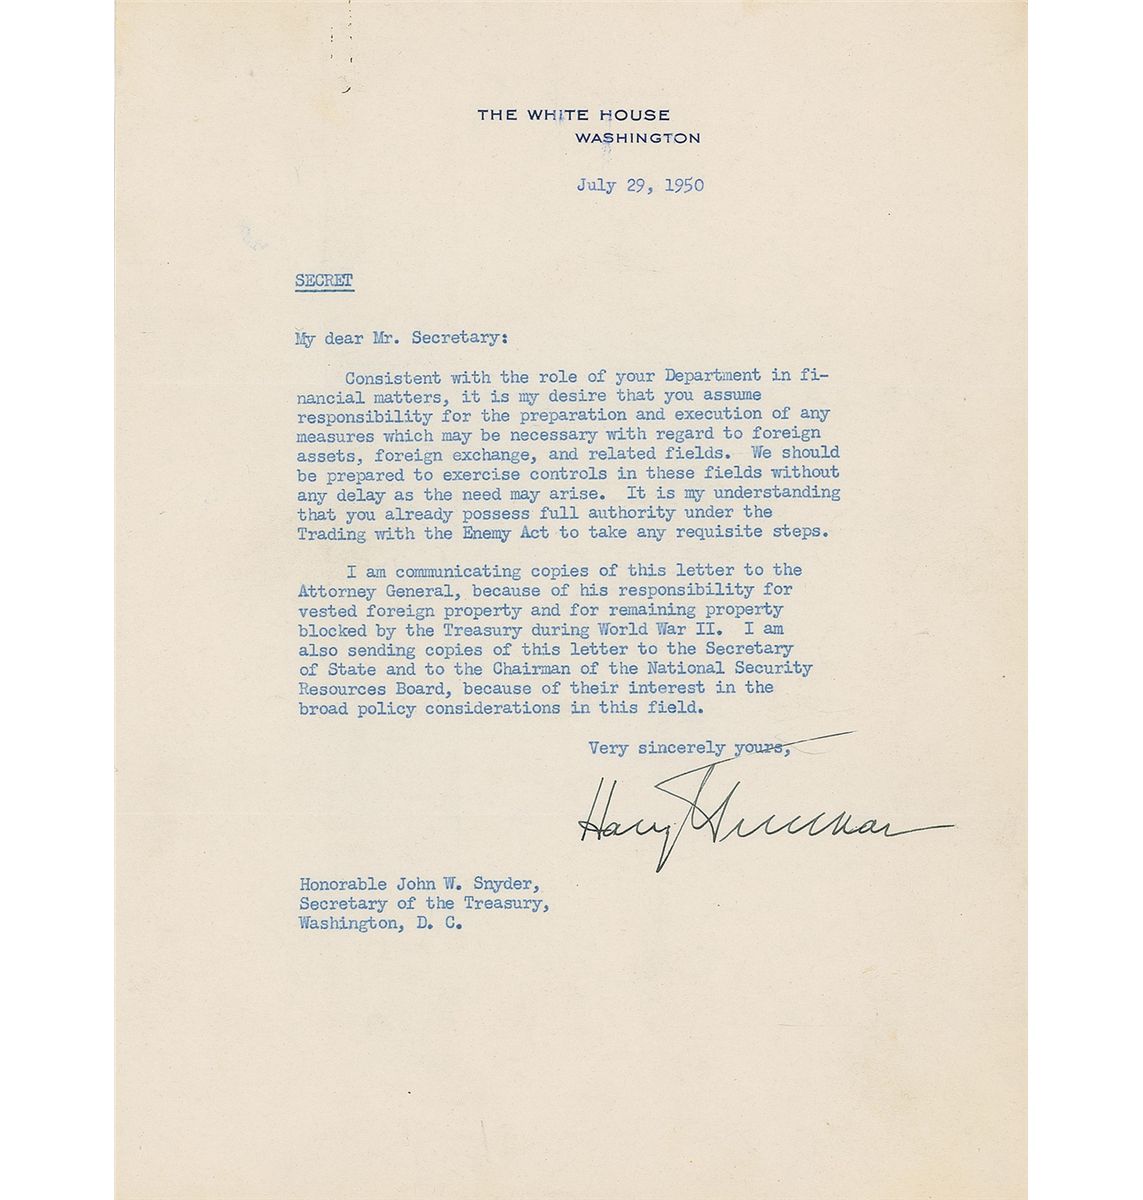 THE WHITE HOUSE
WASHINGTON
July 29, 1950
SECRET
My dear Mr. Secretary:
Consistent with the role of your Department in fi-
nancial matters, it is my desire that you assume
responsibility for the preparation and execution of any
measures which may be necessary with regard to foreign
assets, foreign exchange, and related fields. We should
be prepared to exercise controls in these fields without
any delay as the need may arise. It is my understanding
that you already possess full authority under the
Trading with the Enemy Act to take any requisite steps.
I am communicating copies of this letter to the
Attorney General, because of his responsibility for
vested foreign property and for remaining property
blocked by the Treasury during World War II. I am
also sending copies of this letter to the Secretary
of State and to the Chairman of the National Security
Resources Board, because of their interest in the
broad policy considerations in this field.
Very sincerely yours,
Harry Truman
Honorable John W. Snyder,
Secretary of the Treasury,
Washington, D. C.